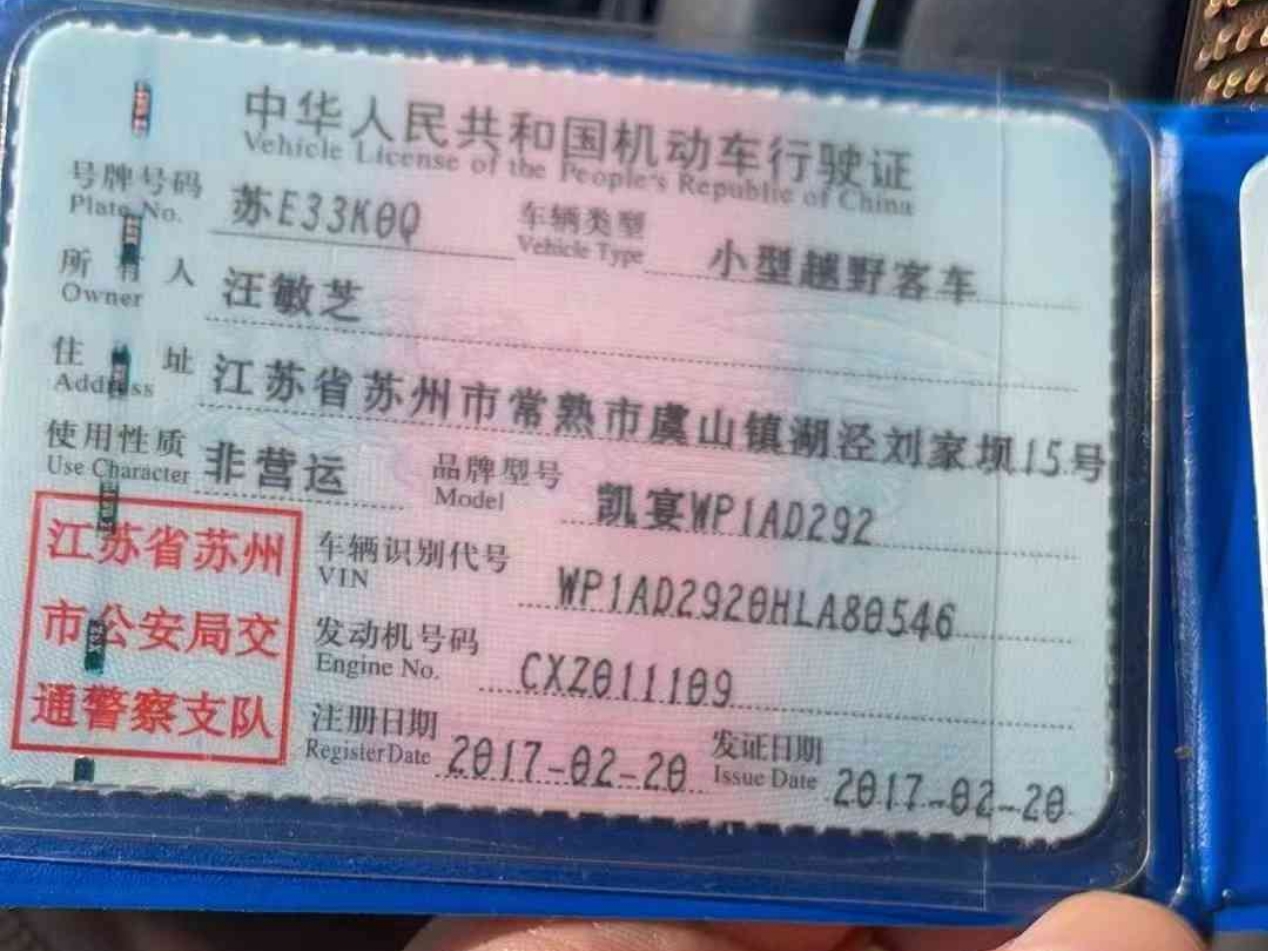 中华人民共和国机动车行驶证
Vehicle License of the People's Republic of China
号牌号码 苏E33K0Q 车辆类型 小型越野客车
Plate No. Vehicle Type
所有人 汪敏芝
Owner
住址 江苏省苏州市常熟市虞山镇湖泾刘家坝15号
Address
使用性质 非营运 品牌型号 凯宴WP1AD292
Use Character Model
江苏省苏州
市公安局交
通警察支队
车辆识别代号 WP1AD2920HLA80546
VIN
发动机号码 CXZ011109
Engine No.
注册日期 2017-02-20 发证日期 2017-02-20
Register Date Issue Date